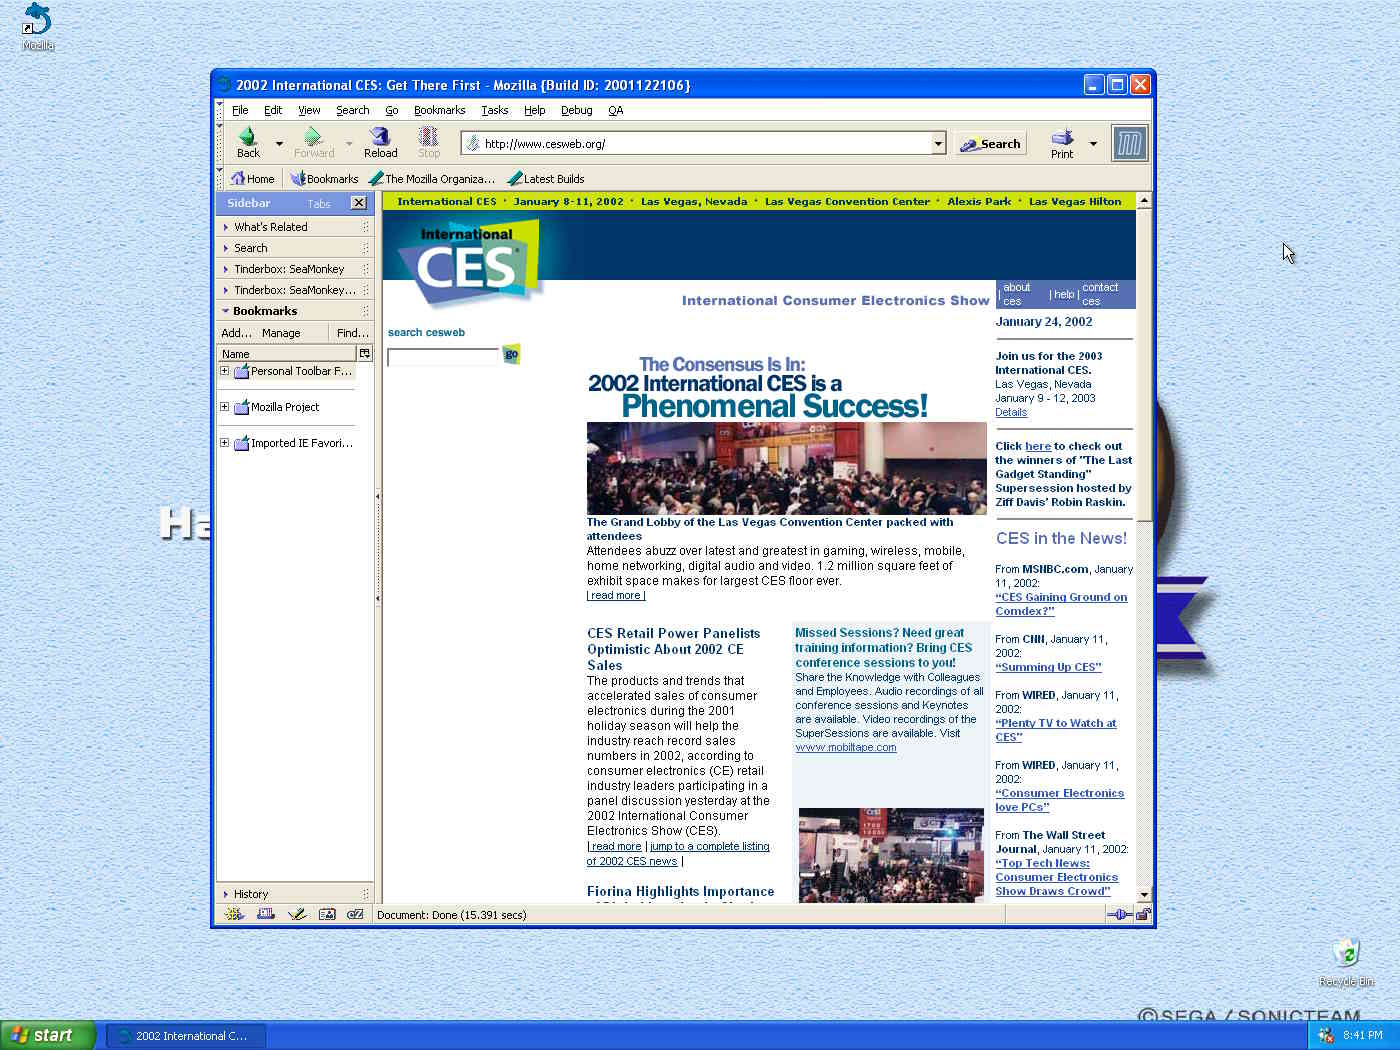 Mozilla
2002 International CES: Get There First - Mozilla {Build ID: 2001122106}
File Edit View Search Go Bookmarks Tasks Help Debug QA
Back Forward Reload Stop http://www.cesweb.org/ Search Print
Home Bookmarks The Mozilla Organiza... Latest Builds
Sidebar Tabs
What's Related
Search
Tinderbox: SeaMonkey
Tinderbox: SeaMonkey...
Bookmarks
Add... Manage Find...
Name
Personal Toolbar F...
Mozilla Project
Imported IE Favori...
History
International CES · January 8-11, 2002 · Las Vegas, Nevada · Las Vegas Convention Center · Alexis Park · Las Vegas Hilton
International
CES
International Consumer Electronics Show
| about ces | help | contact ces
search cesweb
go
The Consensus Is In:
2002 International CES is a
Phenomenal Success!
The Grand Lobby of the Las Vegas Convention Center packed with
attendees
Attendees abuzz over latest and greatest in gaming, wireless, mobile,
home networking, digital audio and video. 1.2 million square feet of
exhibit space makes for largest CES floor ever.
| read more |
CES Retail Power Panelists
Optimistic About 2002 CE
Sales
The products and trends that
accelerated sales of consumer
electronics during the 2001
holiday season will help the
industry reach record sales
numbers in 2002, according to
consumer electronics (CE) retail
industry leaders participating in a
panel discussion yesterday at the
2002 International Consumer
Electronics Show (CES).
| read more | jump to a complete listing
of 2002 CES news |
Fiorina Highlights Importance
Missed Sessions? Need great
training information? Bring CES
conference sessions to you!
Share the Knowledge with Colleagues
and Employees. Audio recordings of all
conference sessions and Keynotes
are available. Video recordings of the
SuperSessions are available. Visit
www.mobiltape.com
January 24, 2002
Join us for the 2003
International CES.
Las Vegas, Nevada
January 9 - 12, 2003
Details
Click here to check out
the winners of "The Last
Gadget Standing"
Supersession hosted by
Ziff Davis' Robin Raskin.
CES in the News!
From MSNBC.com, January
11, 2002:
“CES Gaining Ground on
Comdex?”
From CNN, January 11,
2002:
“Summing Up CES”
From WIRED, January 11,
2002:
“Plenty TV to Watch at
CES”
From WIRED, January 11,
2002:
“Consumer Electronics
love PCs”
From The Wall Street
Journal, January 11, 2002:
“Top Tech News:
Consumer Electronics
Show Draws Crowd”
Document: Done (15.391 secs)
Ha
Recycle Bin
©SEGA / SONICTEAM
start 2002 International C... 8:41 PM